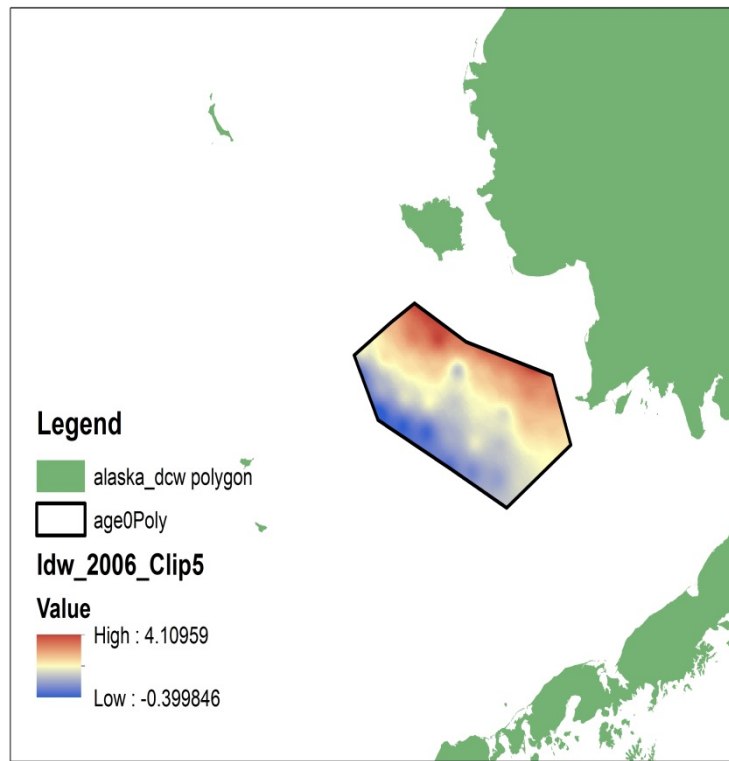 Legend
alaska_dcw polygon
age0Poly
Idw_2006_Clip5
Value
High : 4.10959
Low : -0.399846